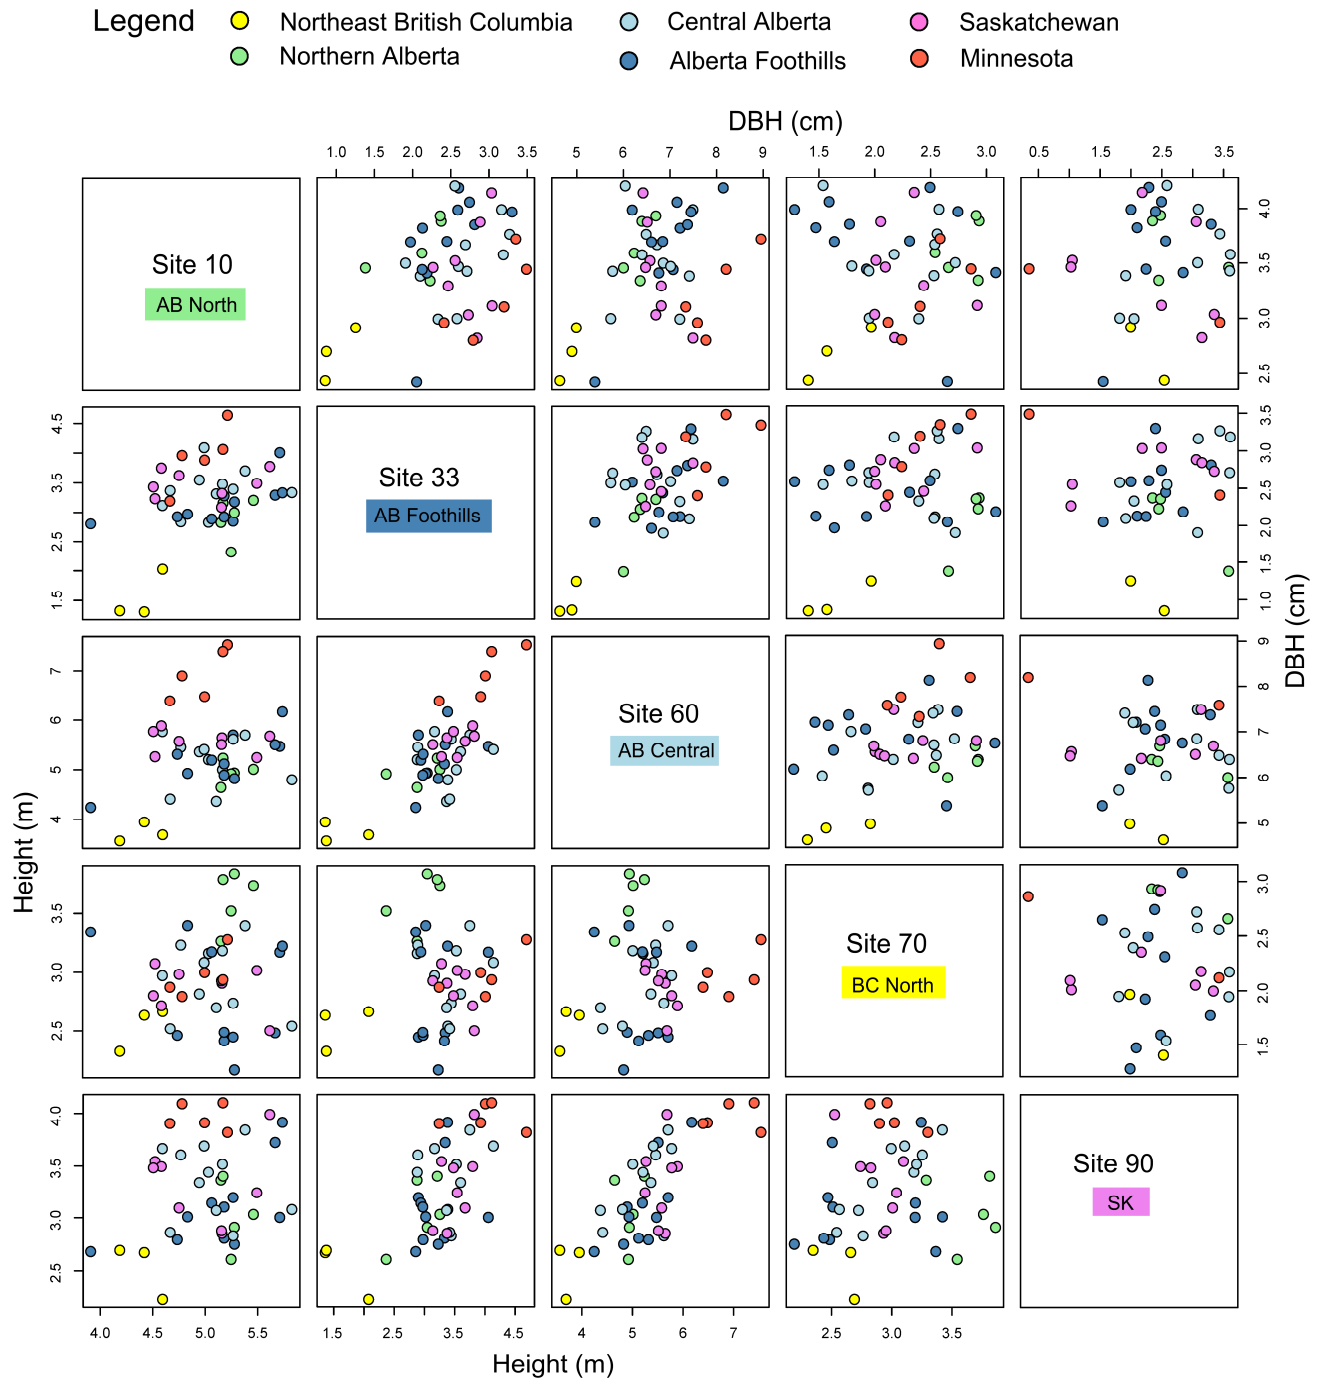 Legend
Northeast British Columbia
Central Alberta
Saskatchewan
Northern Alberta
Alberta Foothills
Minnesota
DBH (cm)
1.0 1.5 2.0 2.5 3.0 3.5
5 6 7 8 9
1.5 2.0 2.5 3.0
0.5 1.5 2.5 3.5
Site 10
AB North
4.0
3.5
3.0
2.5
4.5
3.5
2.5
1.5
Site 33
AB Foothills
3.5
3.0
2.5
2.0
1.5
1.0
DBH (cm)
7
6
5
4
Site 60
AB Central
9
8
7
6
5
Height (m)
3.5
3.0
2.5
Site 70
BC North
3.0
2.5
2.0
1.5
4.0
3.5
3.0
2.5
Site 90
SK
4.0 4.5 5.0 5.5
1.5 2.5 3.5 4.5
4 5 6 7
2.5 3.5
Height (m)